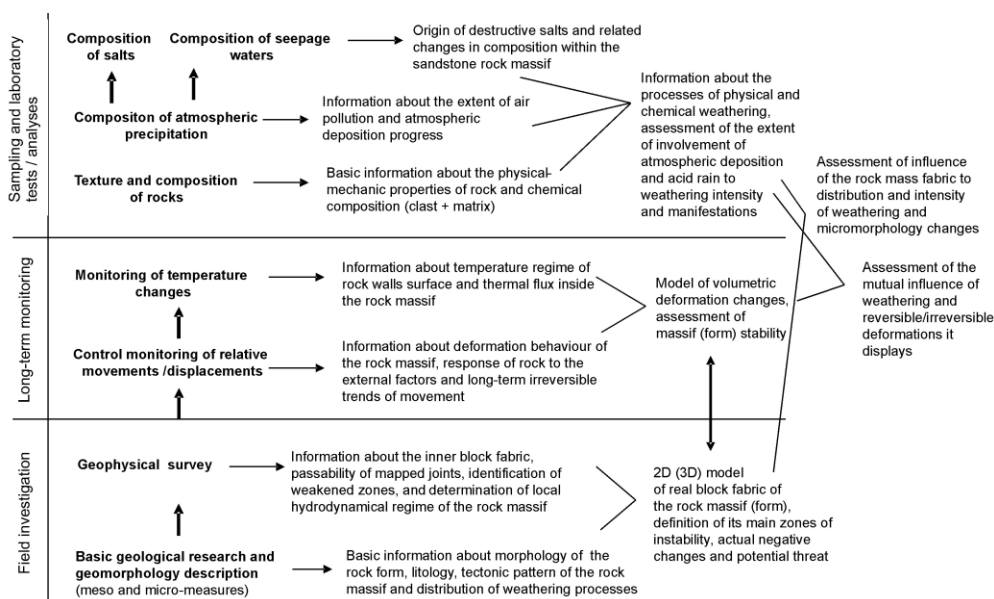 Sampling and laboratory
tests / analyses
Composition
of salts
Composition of seepage
waters
Origin of destructive salts and related
changes in composition within the
sandstone rock massif
Compositon of atmospheric
precipitation
Information about the extent of air
pollution and atmospheric
deposition progress
Texture and composition
of rocks
Basic information about the physical-
mechanic properties of rock and chemical
composition (clast + matrix)
Information about the
processes of physical and
chemical weathering,
assessment of the extent
of involvement of
atmospheric deposition
and acid rain to
weathering intensity
and manifestations
Assessment of influence
of the rock mass fabric to
distribution and intensity
of weathering and
micromorphology changes
Long-term monitoring
Monitoring of temperature
changes
Information about temperature regime of
rock walls surface and thermal flux inside
the rock massif
Control monitoring of relative
movements /displacements
Information about deformation behaviour of
the rock massif, response of rock to the
external factors and long-term irreversible
trends of movement
Model of volumetric
deformation changes,
assessment of
massif (form) stability
Assessment of the
mutual influence of
weathering and
reversible/irreversible
deformations it
displays
Field investigation
Geophysical survey
Information about the inner block fabric,
passability of mapped joints, identification of
weakened zones, and determination of local
hydrodynamical regime of the rock massif
Basic geological research and
geomorphology description
(meso and micro-measures)
Basic information about morphology of the
rock form, litology, tectonic pattern of the rock
massif and distribution of weathering processes
2D (3D) model
of real block fabric of
the rock massif (form),
definition of its main zones of
instability, actual negative
changes and potential threat